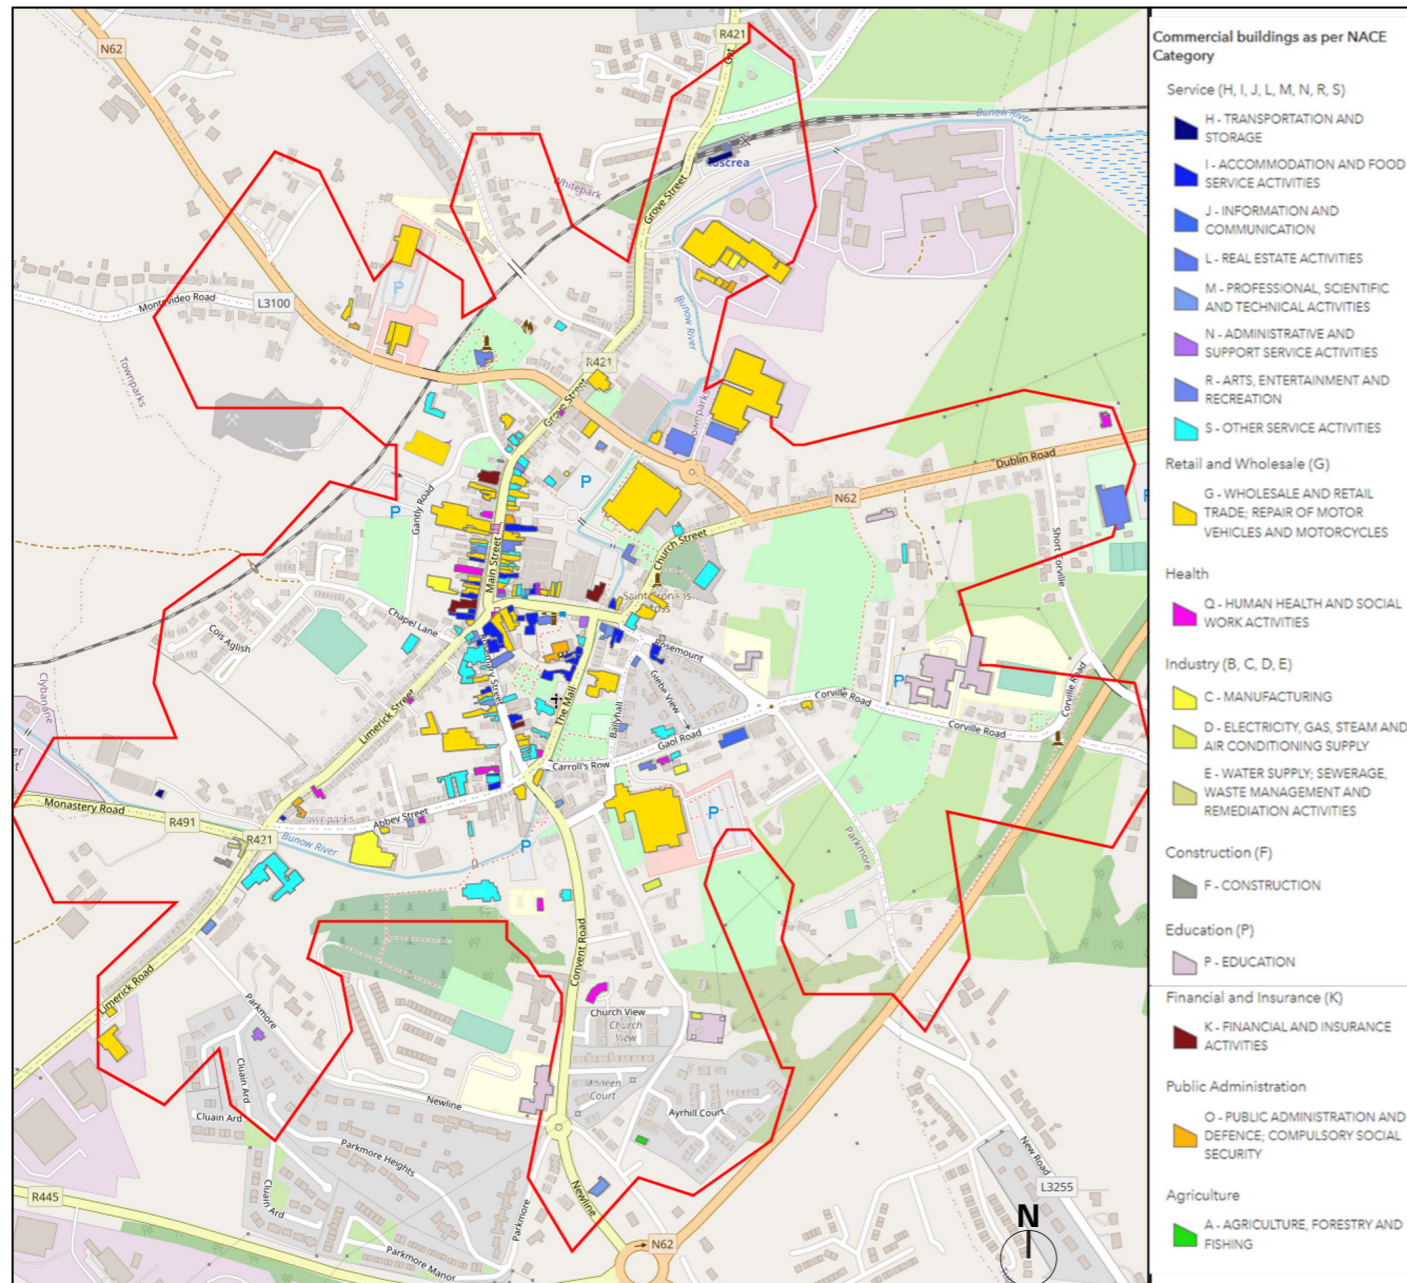 N62
R421
Bunow River
Roscrea
Whitepark
Grove Street
Montevideo Road
L3100
P
Bunow River
Townparks
R421
Grove Street
Townparks
Dublin Road
N62
P
P
P
Gantly Road
Church Street
Main Street
Short Corville
Chapel Lane
Cois Aglish
Rosemount
Glebe View
The Mall
P
Corville Road
Corville Road
Corville Road
Clybanane
Limerick Street
Ballyhall
Gaol Road
Carroll's Row
Monastery Road
R491
R421
Abbey Street
Bunow River
P
P
Parkmore
Convent Road
Limerick Road
Parkmore
Church View
Church
View
Cluain Ard
Cluain Ard
Newline
Court
Ayrhill Court
Parkmore Heights
Cluain Ard
New Road
L3255
R445
Parkmore
Newline
N62
Parkmore Manor
N
Commercial buildings as per NACE
Category
Service (H, I, J, L, M, N, R, S)
H - TRANSPORTATION AND
STORAGE
I - ACCOMMODATION AND FOOD
SERVICE ACTIVITIES
J - INFORMATION AND
COMMUNICATION
L - REAL ESTATE ACTIVITIES
M - PROFESSIONAL, SCIENTIFIC
AND TECHNICAL ACTIVITIES
N - ADMINISTRATIVE AND
SUPPORT SERVICE ACTIVITIES
R - ARTS, ENTERTAINMENT AND
RECREATION
S - OTHER SERVICE ACTIVITIES
Retail and Wholesale (G)
G - WHOLESALE AND RETAIL
TRADE; REPAIR OF MOTOR
VEHICLES AND MOTORCYCLES
Health
Q - HUMAN HEALTH AND SOCIAL
WORK ACTIVITIES
Industry (B, C, D, E)
C - MANUFACTURING
D - ELECTRICITY, GAS, STEAM AND
AIR CONDITIONING SUPPLY
E - WATER SUPPLY; SEWERAGE,
WASTE MANAGEMENT AND
REMEDIATION ACTIVITIES
Construction (F)
F - CONSTRUCTION
Education (P)
P - EDUCATION
Financial and Insurance (K)
K - FINANCIAL AND INSURANCE
ACTIVITIES
Public Administration
O - PUBLIC ADMINISTRATION AND
DEFENCE; COMPULSORY SOCIAL
SECURITY
Agriculture
A - AGRICULTURE, FORESTRY AND
FISHING